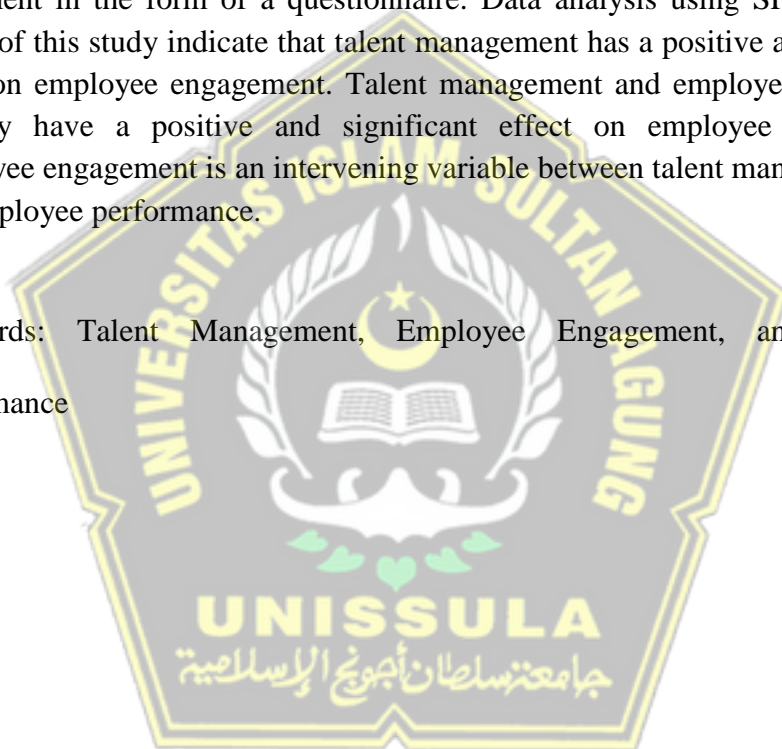 ment in the form of a questionnaire. Data analysis using
of this study indicate that talent management has a positive a
on employee engagement. Talent management and employe
y have a positive and significant effect on employee
yee engagement is an intervening variable between talent mar
ployee performance.
rds: Talent Management, Employee Engagement, an
nance
UNIVERSITAS ISLAM SULTAN AGUNG
UNISSULA
جامعة سلطان أجونج الإسلامية